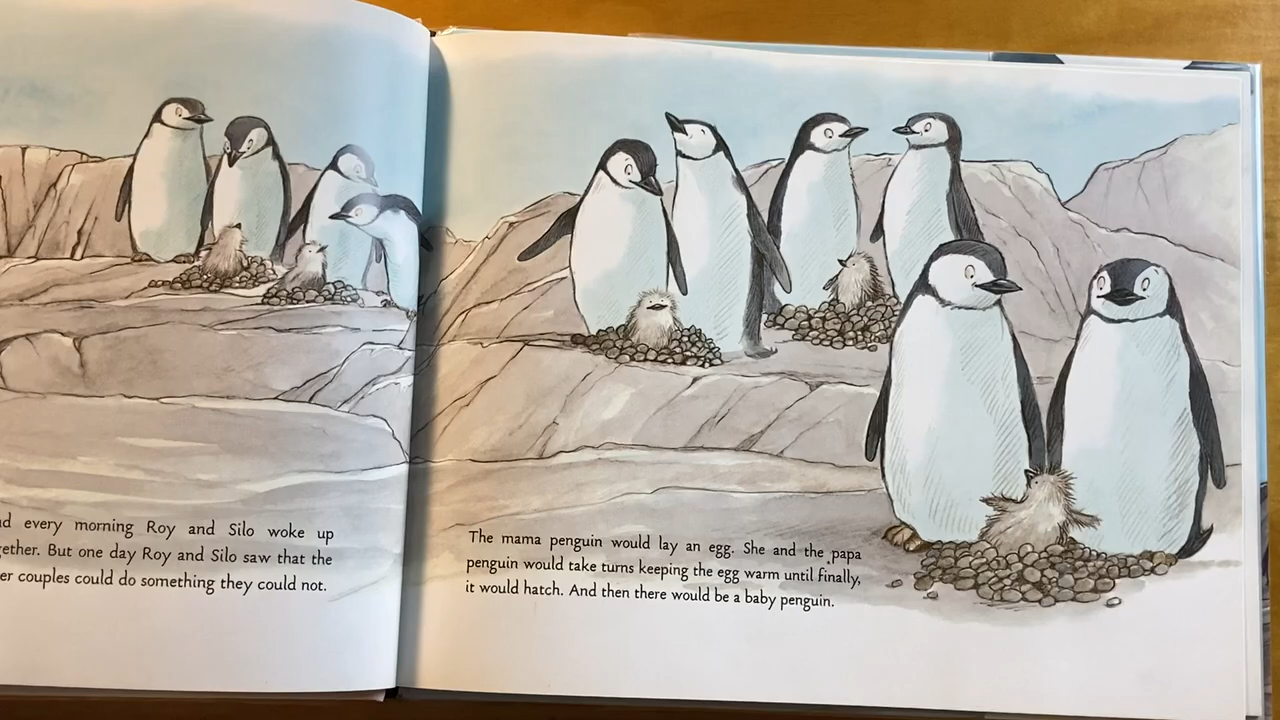 every morning Roy and Silo woke up
But one day Roy and Silo saw that the
couples could do something they could not.
The mama penguin would lay an egg. She and the papa
penguin would take turns keeping the egg warm until finally,
it would hatch. And then there would be a baby penguin.